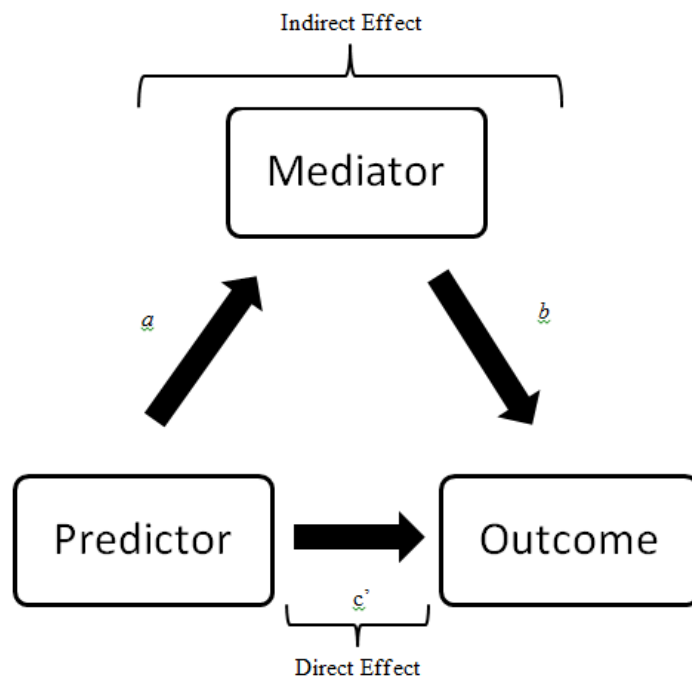 Indirect Effect
Mediator
a
b
Predictor
Outcome
c’
Direct Effect